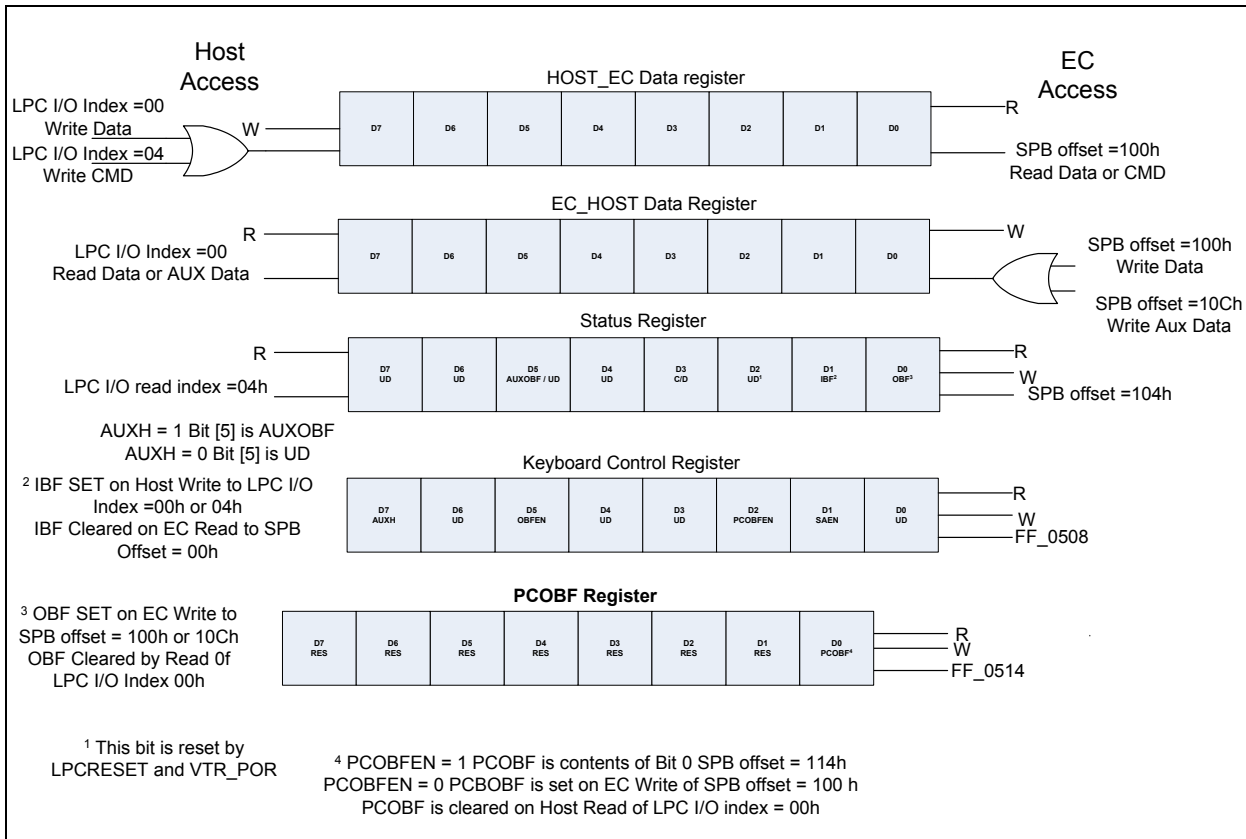 Host
Access
EC
Access
HOST_EC Data register
LPC I/O Index =00
Write Data
LPC I/O Index =04
Write CMD
W
D7 D6 D5 D4 D3 D2 D1 D0
R
SPB offset =100h
Read Data or CMD
EC_HOST Data Register
R
LPC I/O Index =00
Read Data or AUX Data
D7 D6 D5 D4 D3 D2 D1 D0
W
SPB offset =100h
Write Data
SPB offset =10Ch
Write Aux Data
Status Register
R
LPC I/O read index =04h
D7 D6 D5 D4 D3 D2 D1 D0
UD UD AUXOBF / UD UD C/D UD¹ IBF² OBF³
R
W
SPB offset =104h
AUXH = 1 Bit [5] is AUXOBF
AUXH = 0 Bit [5] is UD
Keyboard Control Register
D7 D6 D5 D4 D3 D2 D1 D0
AUXH UD OBFEN UD UD PCOBFEN SAEN UD
R
W
FF_0508
² IBF SET on Host Write to LPC I/O
Index =00h or 04h
IBF Cleared on EC Read to SPB
Offset = 00h
PCOBF Register
D7 D6 D5 D4 D3 D2 D1 D0
RES RES RES RES RES RES RES PCOBF⁴
R
W
FF_0514
³ OBF SET on EC Write to
SPB offset = 100h or 10Ch
OBF Cleared by Read 0f
LPC I/O Index 00h
¹ This bit is reset by
LPCRESET and VTR_POR
⁴ PCOBFEN = 1 PCOBF is contents of Bit 0 SPB offset = 114h
PCOBFEN = 0 PCBOBF is set on EC Write of SPB offset = 100 h
PCOBF is cleared on Host Read of LPC I/O index = 00h